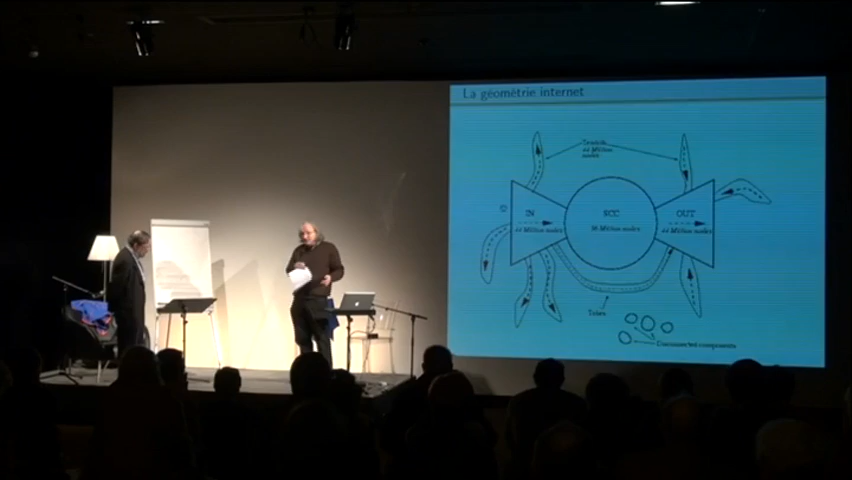 La géométrie internet
Tendrils
44 Million
nodes
IN
44 Million nodes
SCC
56 Million nodes
OUT
44 Million nodes
Tubes
Disconnected components